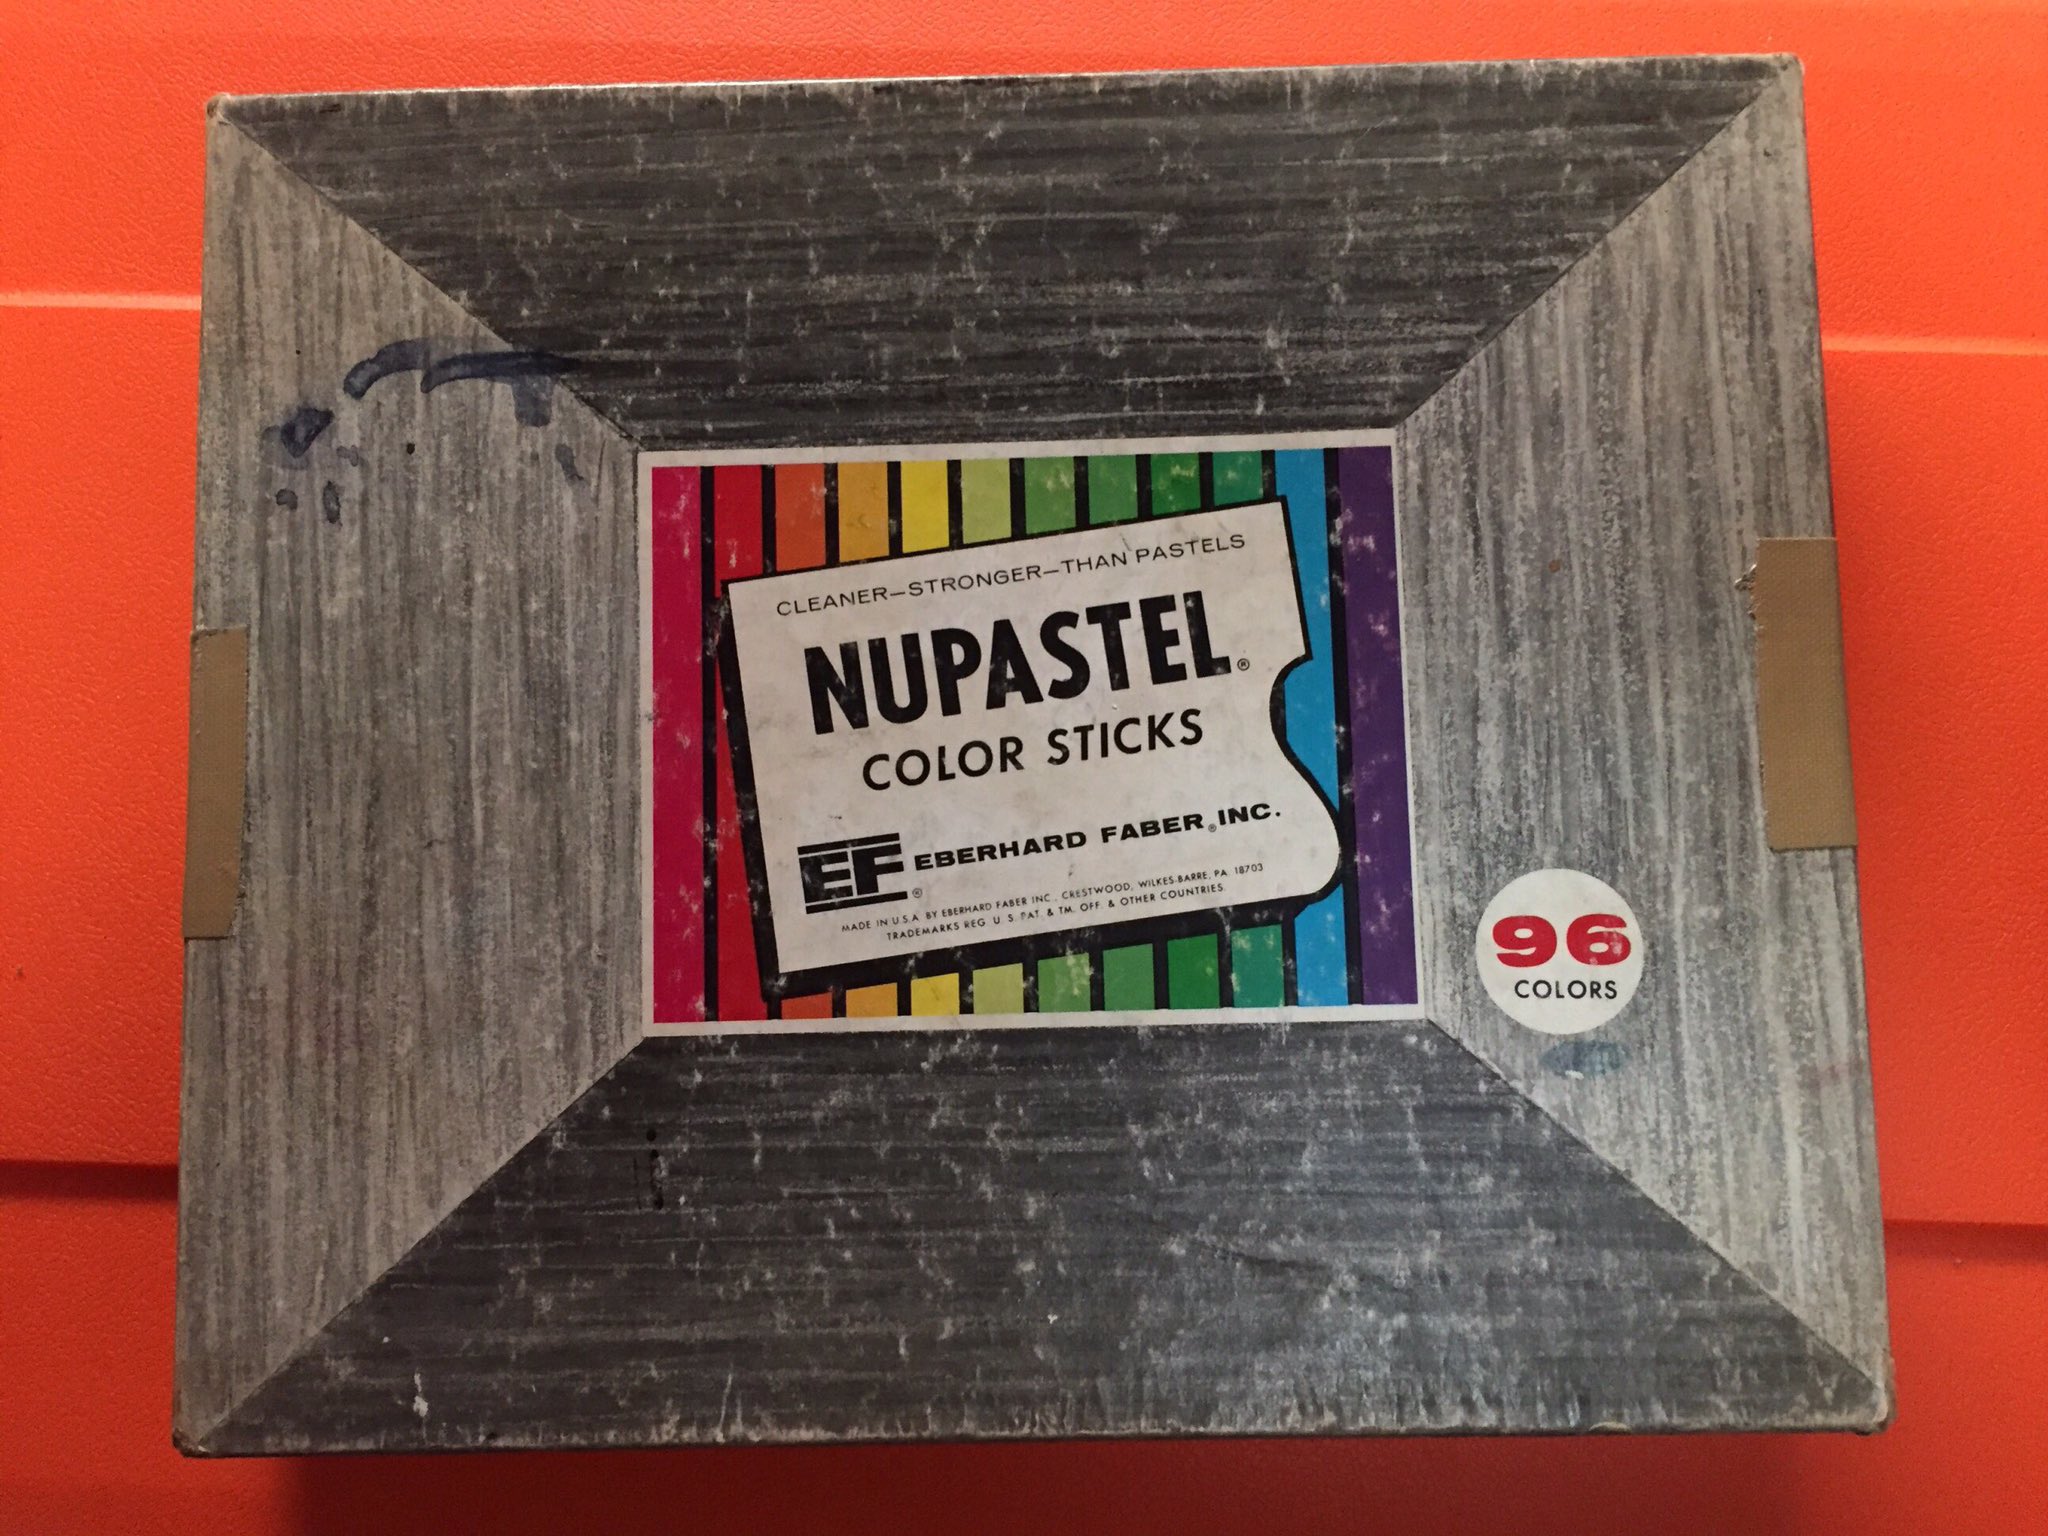 CLEANER—STRONGER—THAN PASTELS
NUPASTEL®
COLOR STICKS
EF® EBERHARD FABER®, INC.
MADE IN U.S.A. BY EBERHARD FABER INC., CRESTWOOD, WILKES-BARRE, PA. 18703
TRADEMARKS REG. U. S. PAT. & TM. OFF. & OTHER COUNTRIES.
96
COLORS